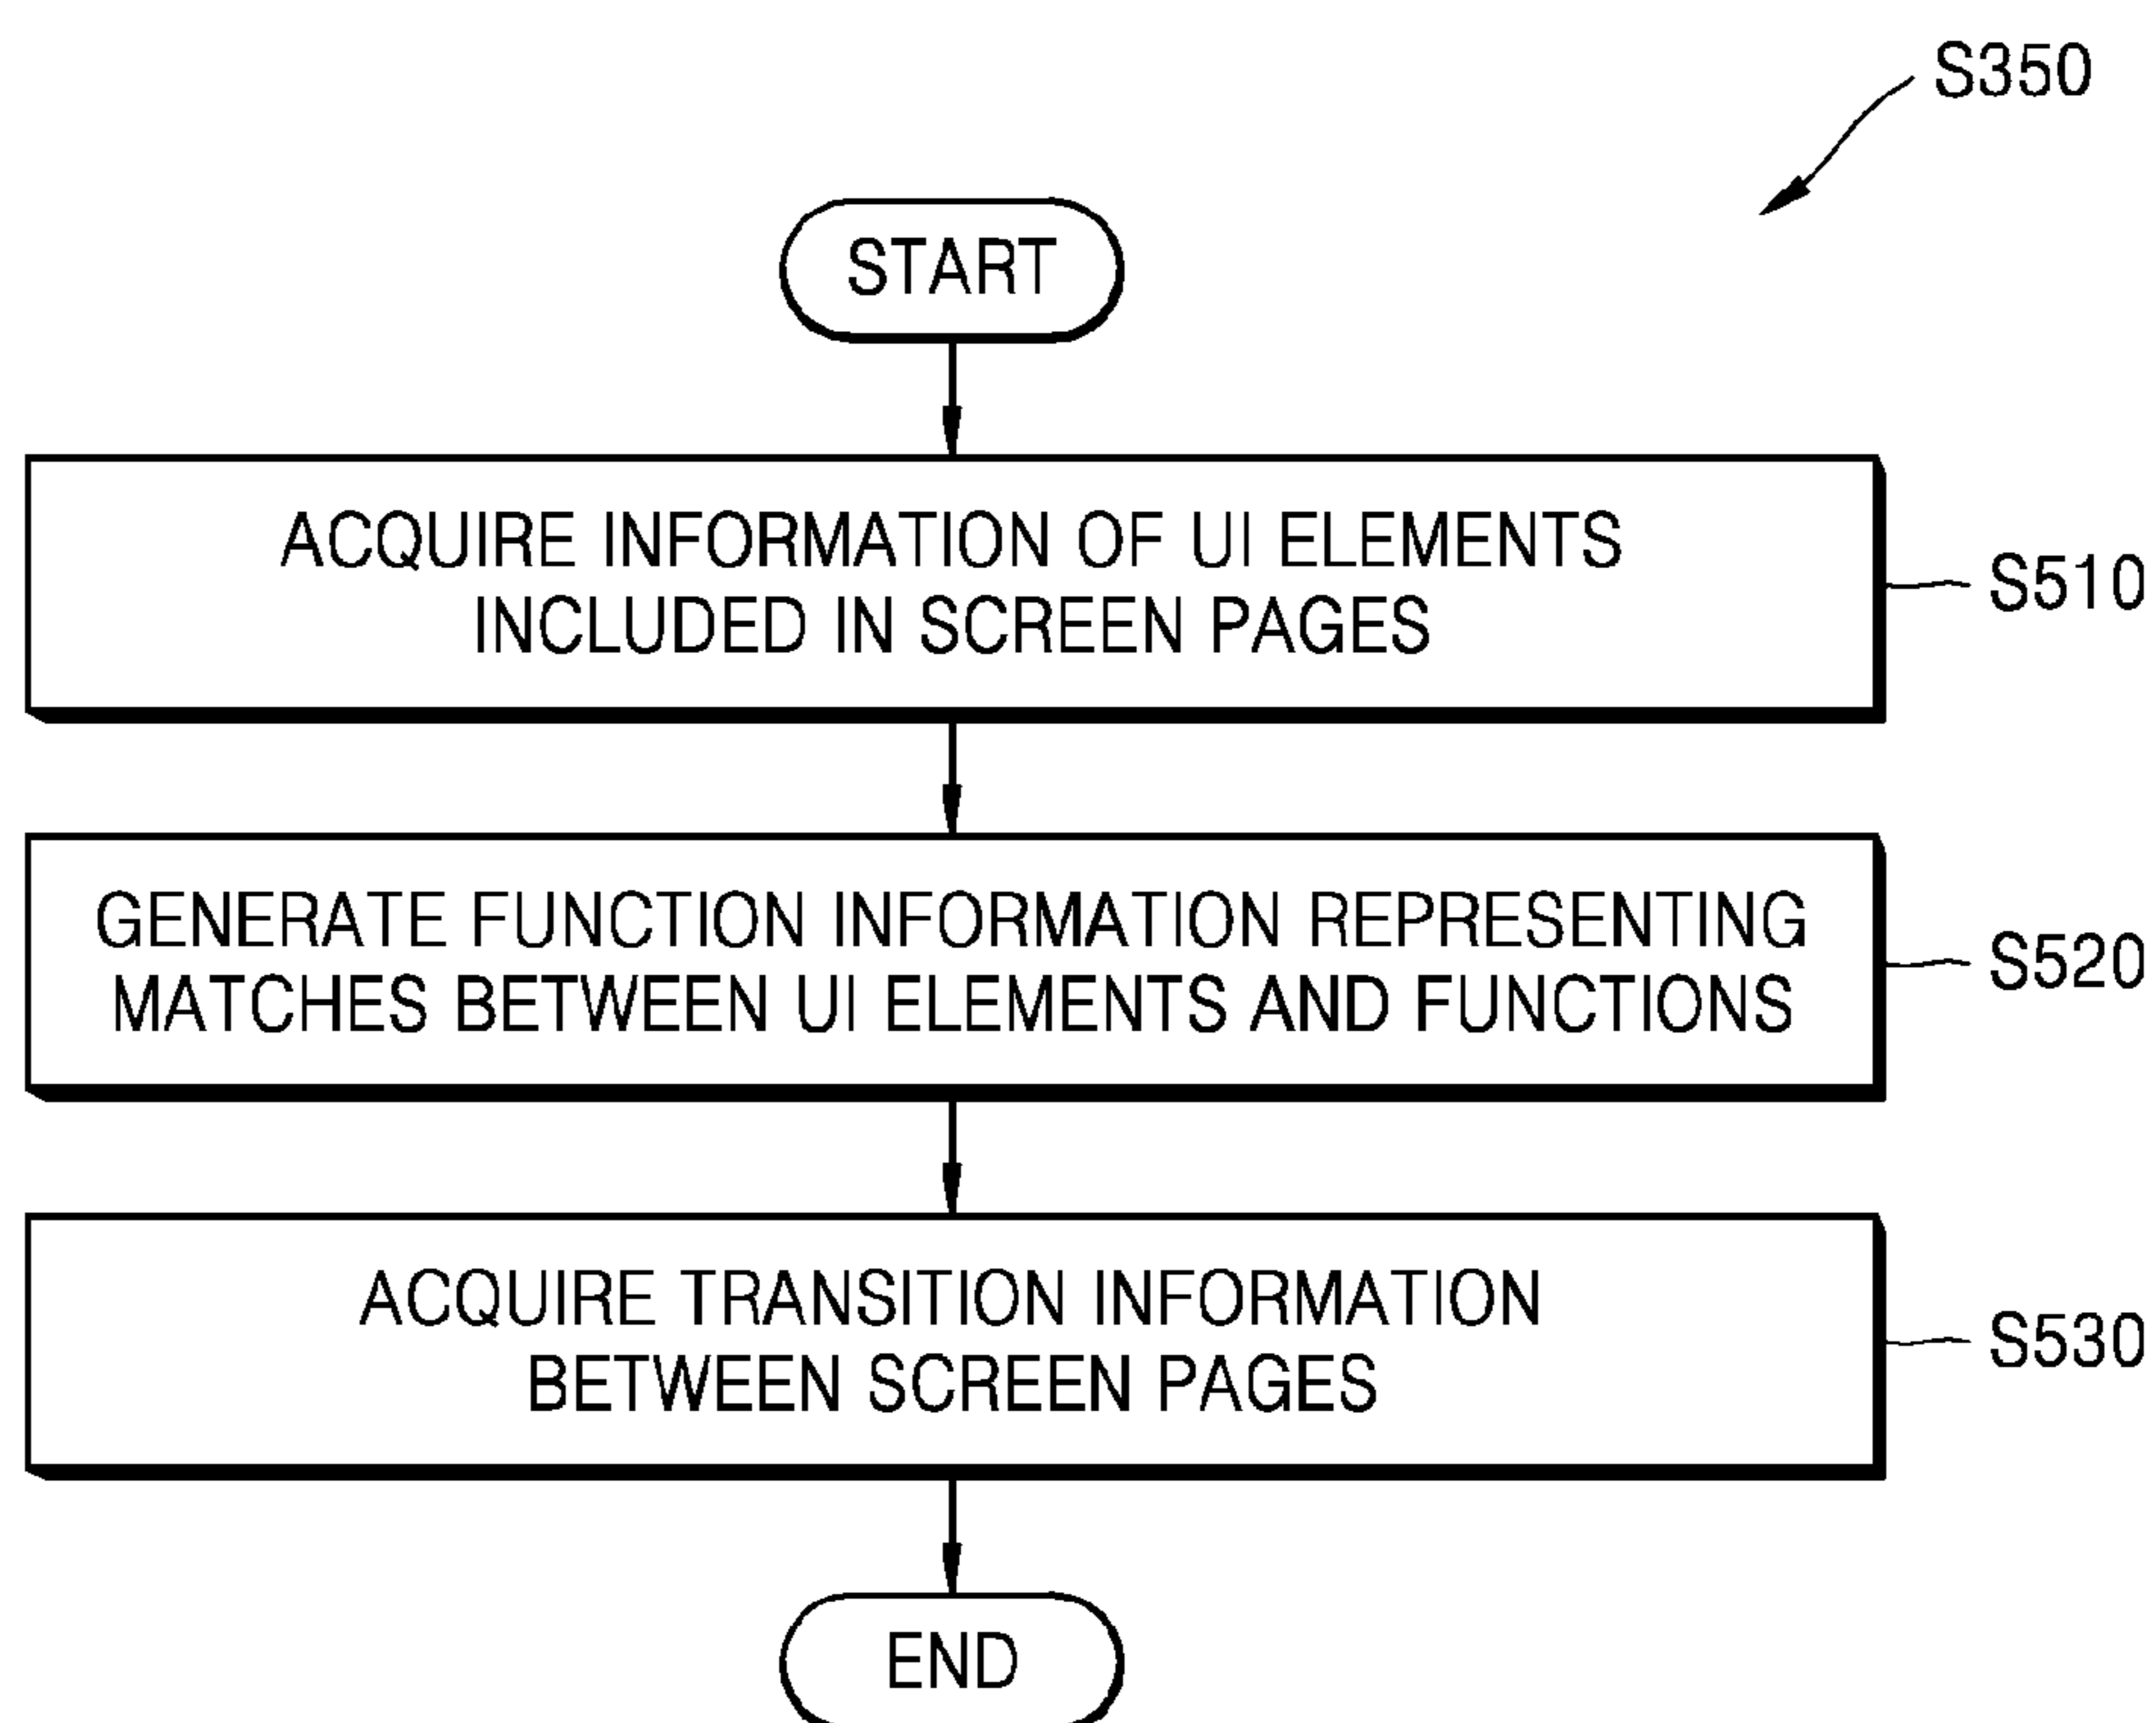 S350
START
ACQUIRE INFORMATION OF UI ELEMENTS
INCLUDED IN SCREEN PAGES
S510
GENERATE FUNCTION INFORMATION REPRESENTING
MATCHES BETWEEN UI ELEMENTS AND FUNCTIONS
S520
ACQUIRE TRANSITION INFORMATION
BETWEEN SCREEN PAGES
S530
END